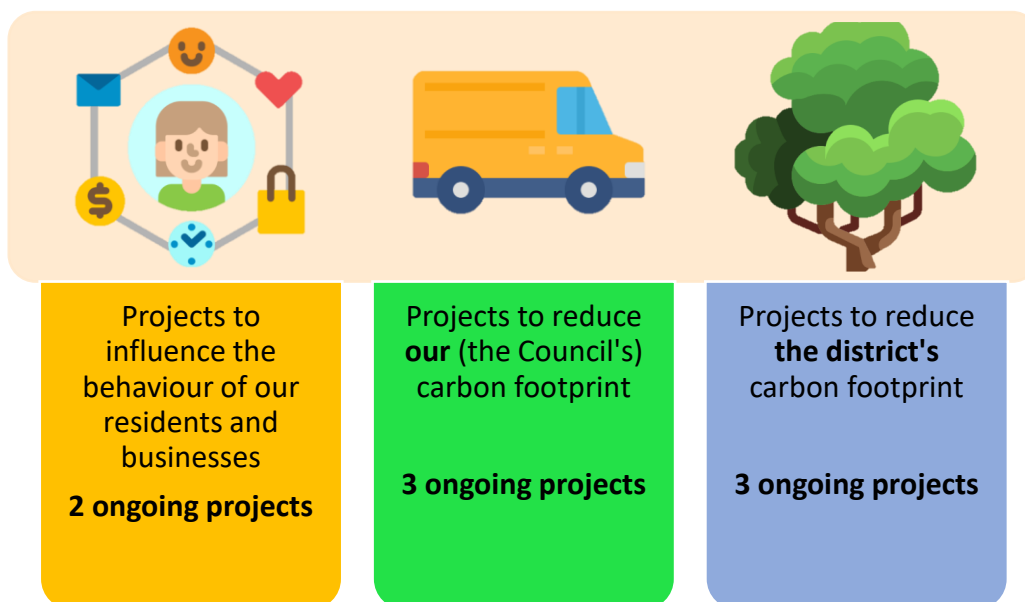 Projects to
influence the
behaviour of our
residents and
businesses
2 ongoing projects
Projects to reduce
our (the Council's)
carbon footprint
3 ongoing projects
Projects to reduce
the district's
carbon footprint
3 ongoing projects